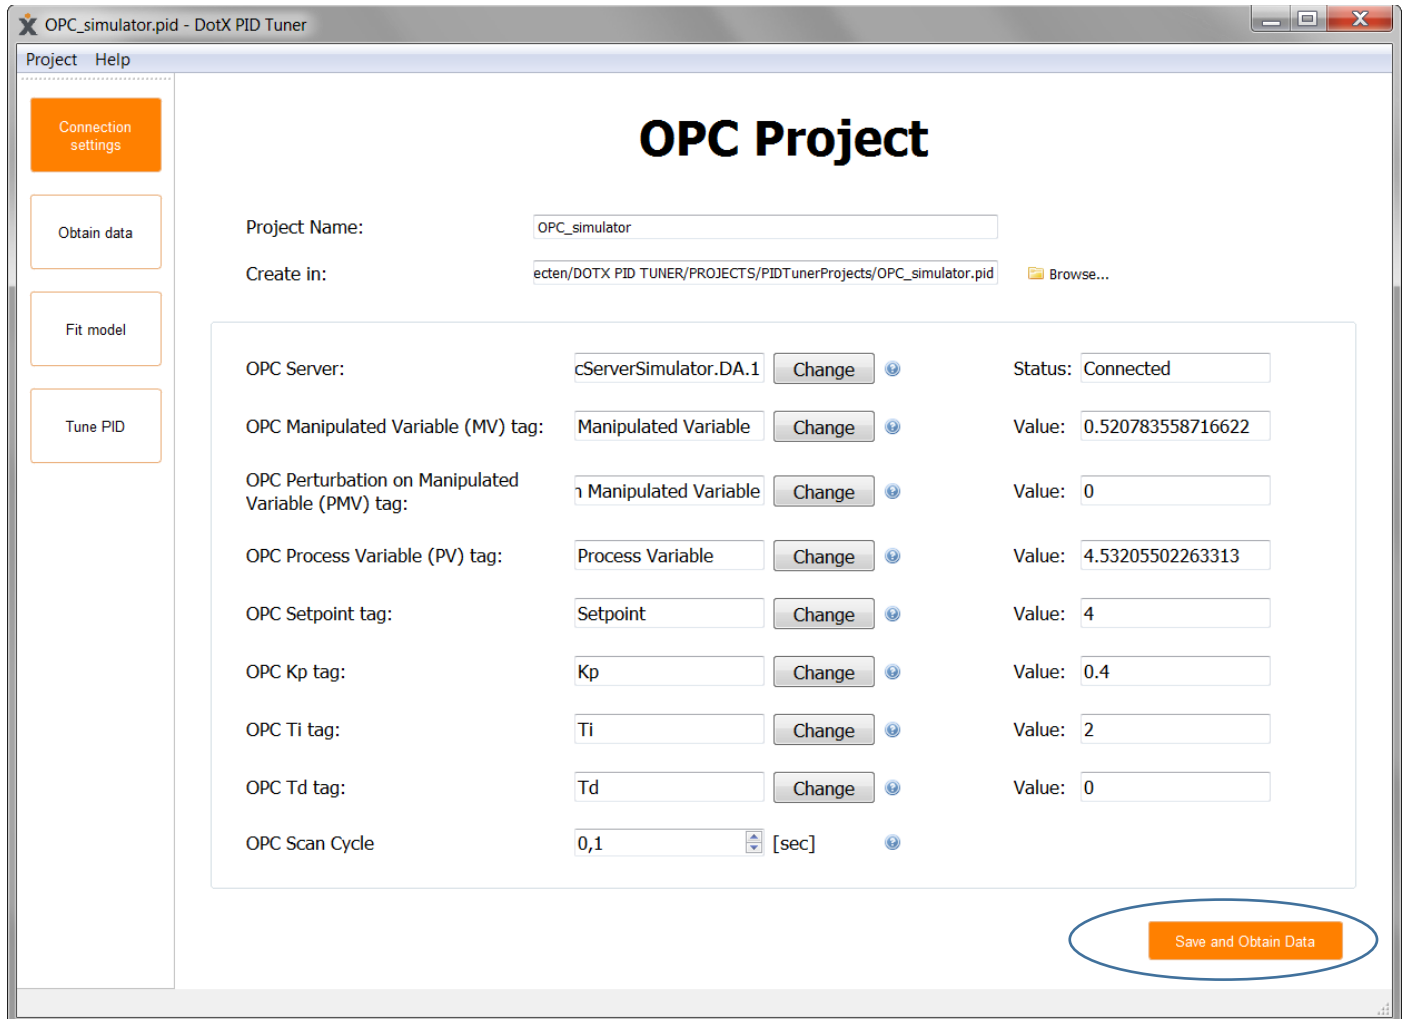 OPC_simulator.pid - DotX PID Tuner
Project Help
Connection
settings
Obtain data
Fit model
Tune PID
OPC Project
Project Name: OPC_simulator
Create in: ecten/DOTX PID TUNER/PROJECTS/PIDTunerProjects/OPC_simulator.pid Browse...
OPC Server: cServerSimulator.DA.1 Change Status: Connected
OPC Manipulated Variable (MV) tag: Manipulated Variable Change Value: 0.520783558716622
OPC Perturbation on Manipulated
Variable (PMV) tag: n Manipulated Variable Change Value: 0
OPC Process Variable (PV) tag: Process Variable Change Value: 4.53205502263313
OPC Setpoint tag: Setpoint Change Value: 4
OPC Kp tag: Kp Change Value: 0.4
OPC Ti tag: Ti Change Value: 2
OPC Td tag: Td Change Value: 0
OPC Scan Cycle 0,1 [sec]
Save and Obtain Data